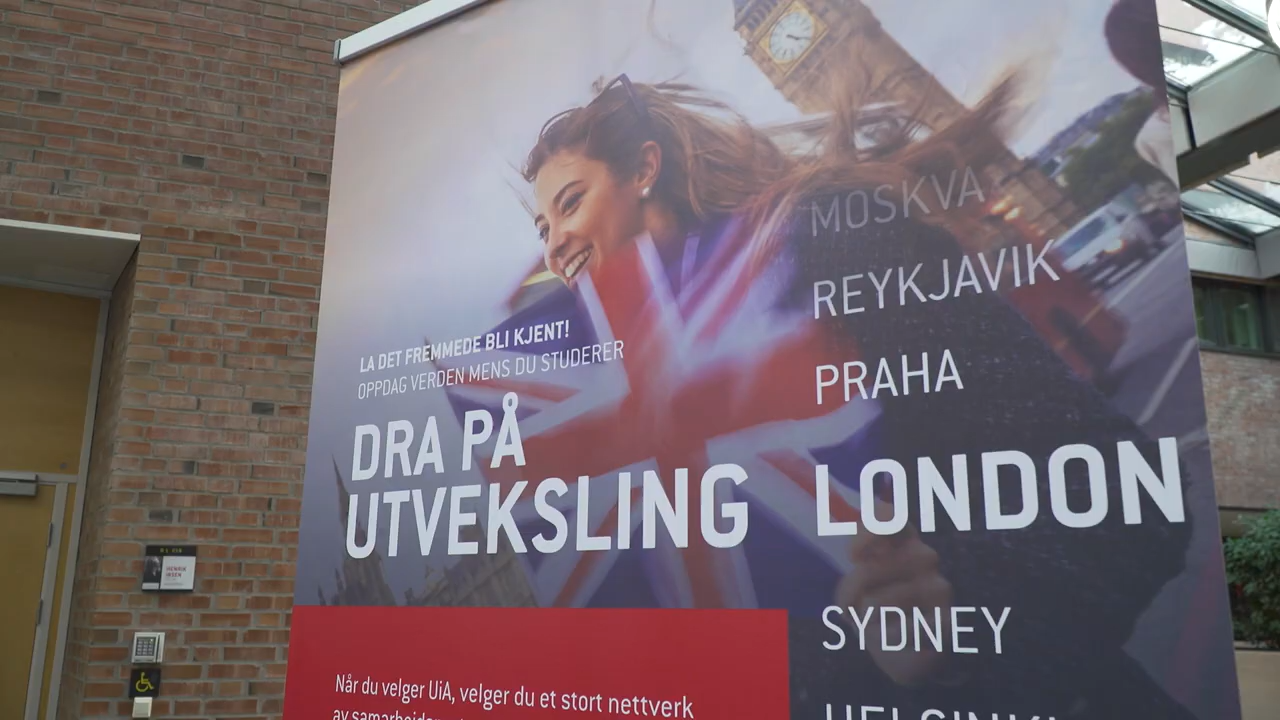 LA DET FREMMEDE BLI KJENT!
OPPDAG VERDEN MENS DU STUDERER
DRA PÅ
UTVEKSLING
MOSKVA
REYKJAVIK
PRAHA
LONDON
SYDNEY
HELSINKI
Når du velger UiA, velger du et stort nettverk
HENRIK
IBSEN